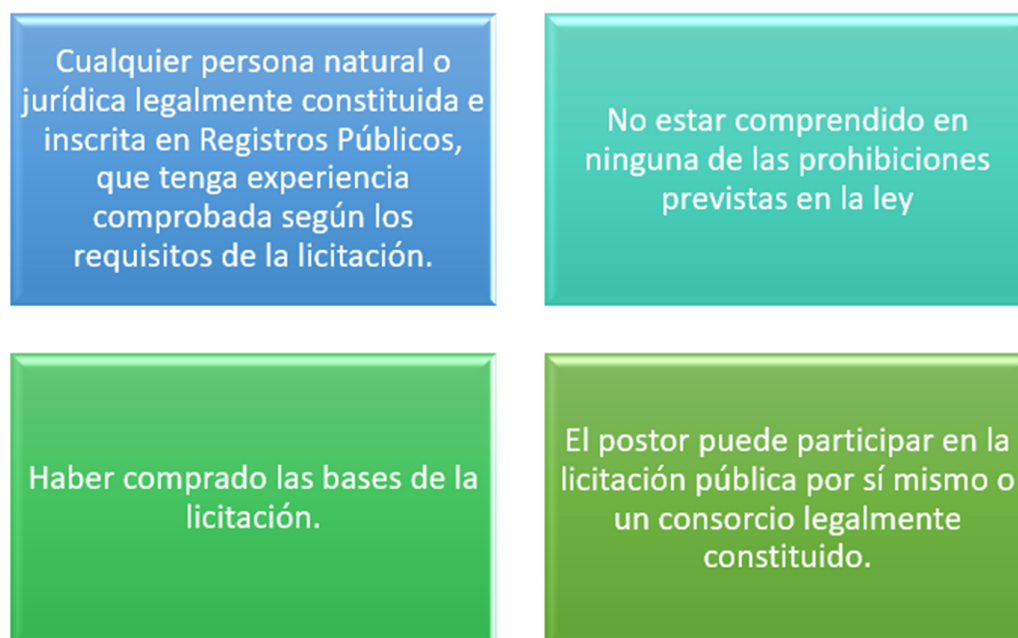 Cualquier persona natural o
jurídica legalmente constituida e
inscrita en Registros Públicos,
que tenga experiencia
comprobada según los
requisitos de la licitación.
No estar comprendido en
ninguna de las prohibiciones
previstas en la ley
Haber comprado las bases de la
licitación.
El postor puede participar en la
licitación pública por sí mismo o
un consorcio legalmente
constituido.